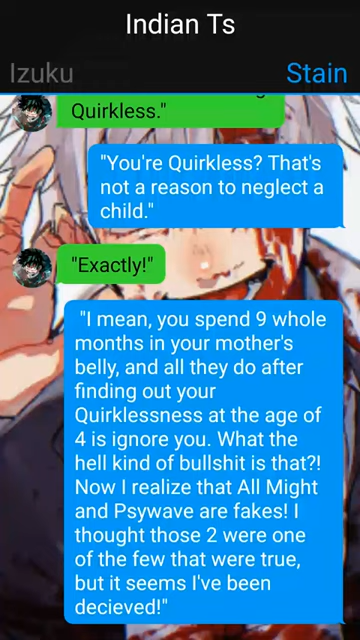 Indian Ts
Izuku
Stain
Quirkless."
"You're Quirkless? That's
not a reason to neglect a
child."
"Exactly!"
"I mean, you spend 9 whole
months in your mother's
belly, and all they do after
finding out your
Quirklessness at the age of
4 is ignore you. What the
hell kind of bullshit is that?!
Now I realize that All Might
and Psywave are fakes! I
thought those 2 were one
of the few that were true,
but it seems I've been
decieved!"